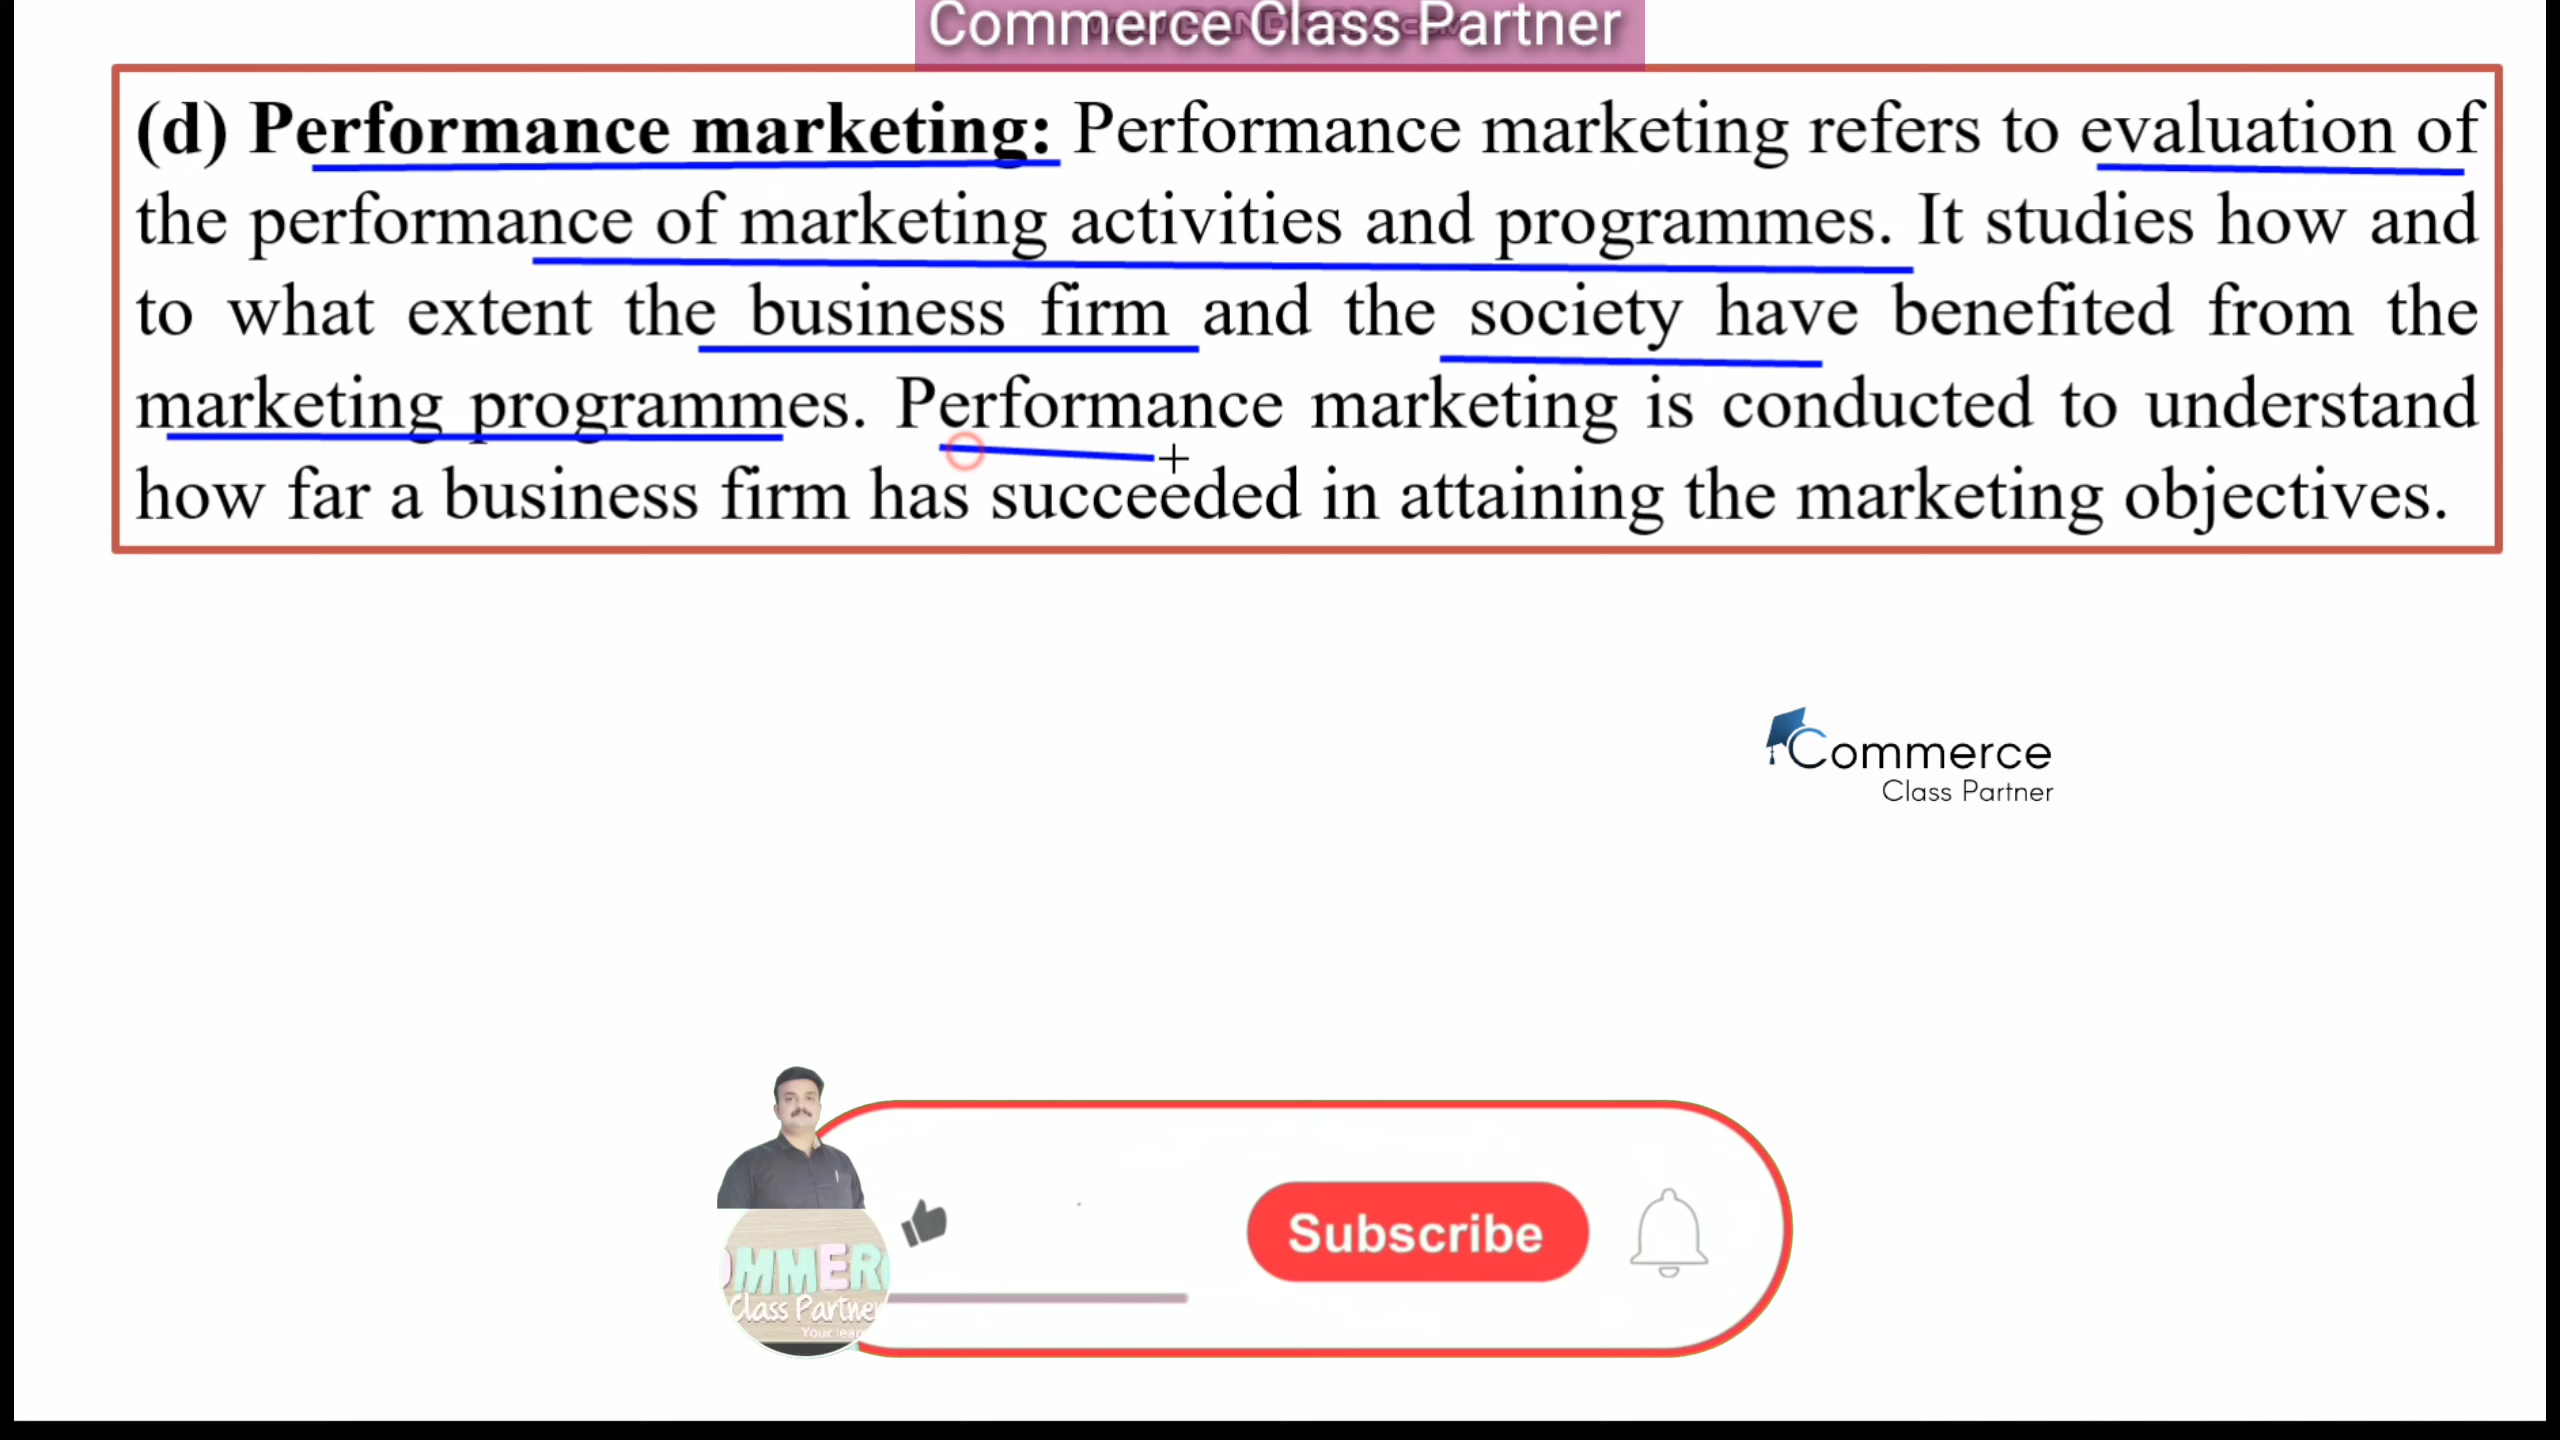 Commerce Class Partner
(d) Performance marketing: Performance marketing refers to evaluation of
the performance of marketing activities and programmes. It studies how and
to what extent the business firm and the society have benefited from the
marketing programmes. Performance marketing is conducted to understand
how far a business firm has succeeded in attaining the marketing objectives.
Commerce
Class Partner
Subscribe
OMMER
Class Partner